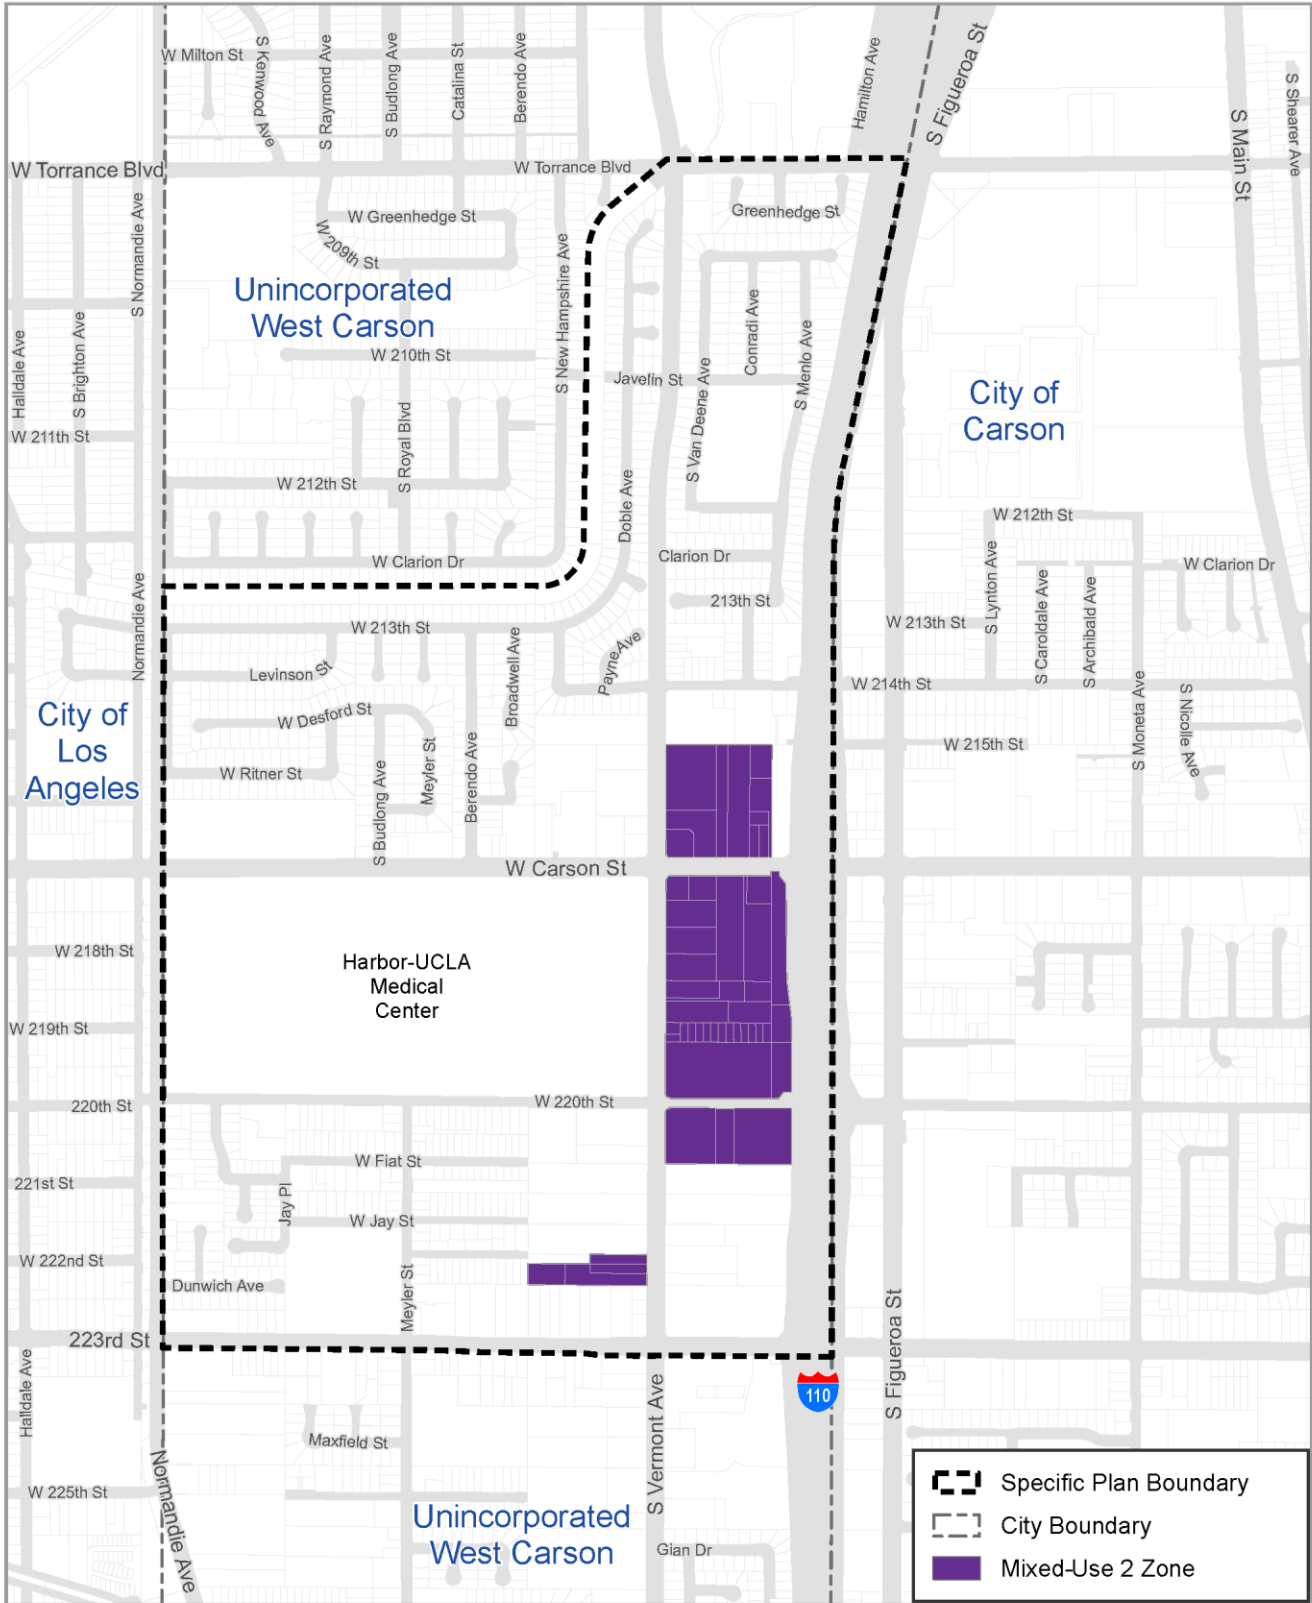 W Milton St
S Kenwood Ave
S Raymond Ave
S Budlong Ave
Catalina St
Berendo Ave
Hamilton Ave
S Figueroa St
S Main St
S Shearer Ave
W Torrance Blvd
W Torrance Blvd
S Normandie Ave
W Greenhedge St
W 209th St
Greenhedge St
Unincorporated
West Carson
S New Hampshire Ave
Halldale Ave
S Brighton Ave
W 210th St
Javelin St
Conradi Ave
S Menlo Ave
S Van Deene Ave
City of
Carson
W 211th St
S Royal Blvd
W 212th St
Doble Ave
W 212th St
W Clarion Dr
Clarion Dr
W Clarion Dr
S Lynton Ave
S Caroldale Ave
S Archibald Ave
Normandie Ave
213th St
W 213th St
W 213th St
Levinson St
Broadwell Ave
Payne Ave
W 214th St
S Moneta Ave
S Nicolle Ave
City of
Los
Angeles
W Desford St
Meyler St
Berendo Ave
S Budlong Ave
W Ritner St
W 215th St
W Carson St
W 218th St
Harbor-UCLA
Medical
Center
W 219th St
220th St
W 220th St
W Fiat St
221st St
Jay Pl
W Jay St
W 222nd St
Dunwich Ave
Meyler St
223rd St
S Figueroa St
110
Halldale Ave
S Vermont Ave
Maxfield St
W 225th St
Normandie Ave
Unincorporated
West Carson
Gian Dr
Specific Plan Boundary
City Boundary
Mixed-Use 2 Zone